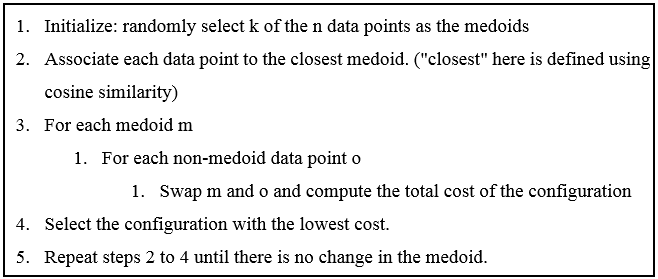 1. Initialize: randomly select k of the n data points as the medoids
2. Associate each data point to the closest medoid. ("closest" here is defined using
cosine similarity)
3. For each medoid m
1. For each non-medoid data point o
1. Swap m and o and compute the total cost of the configuration
4. Select the configuration with the lowest cost.
5. Repeat steps 2 to 4 until there is no change in the medoid.